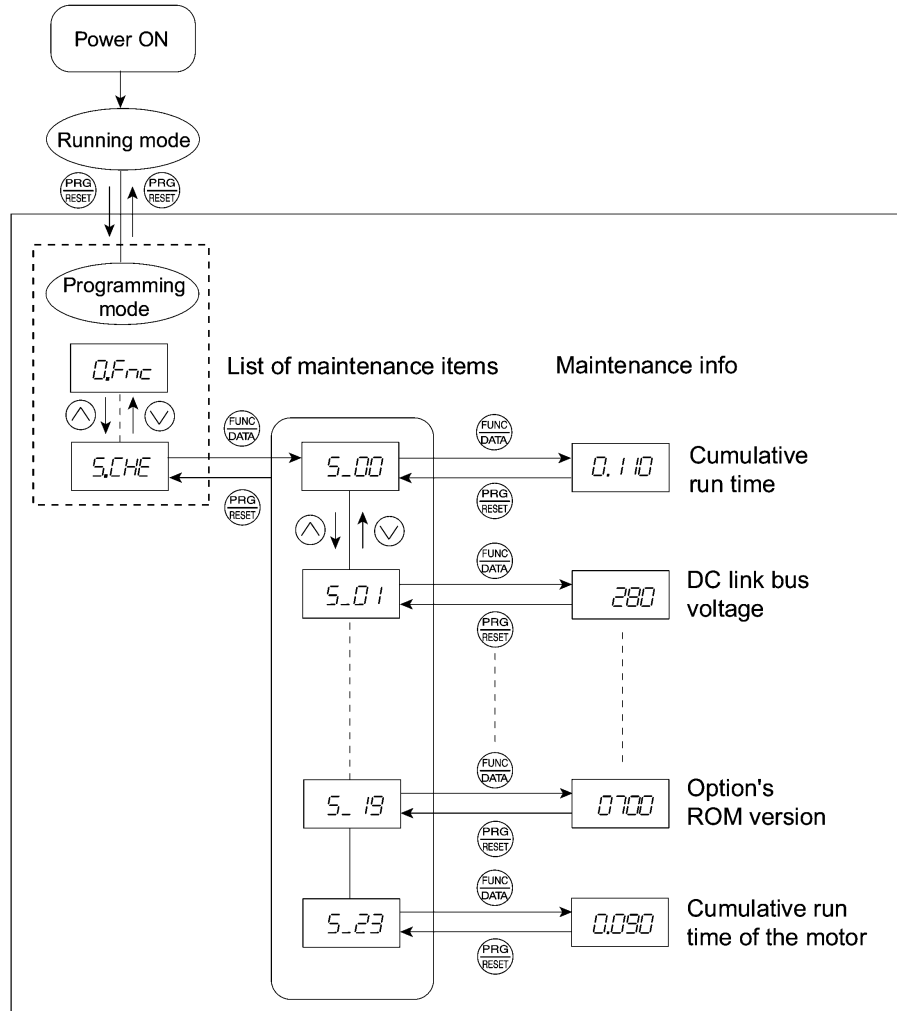 Power ON
Running mode
PRG
RESET
PRG
RESET
Programming
mode
0.Fnc
List of maintenance items
Maintenance info
FUNC
DATA
FUNC
DATA
5.CHE
5_00
0.110
Cumulative
run time
PRG
RESET
PRG
RESET
FUNC
DATA
5_01
280
DC link bus
voltage
PRG
RESET
FUNC
DATA
5_19
0700
Option's
ROM version
PRG
RESET
FUNC
DATA
5_23
0.090
Cumulative run
time of the motor
PRG
RESET